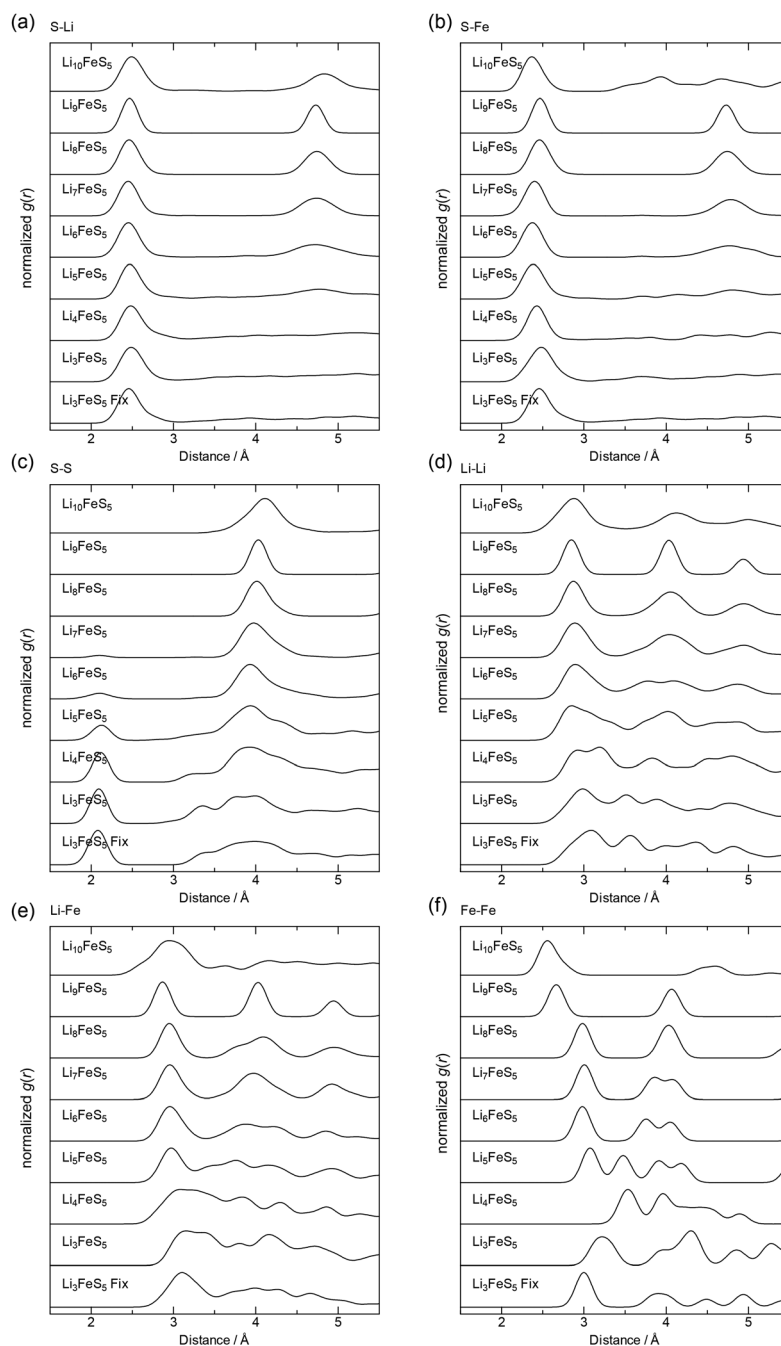 (a)
S-Li
Li₁₀FeS₅
Li₉FeS₅
Li₈FeS₅
Li₇FeS₅
Li₆FeS₅
Li₅FeS₅
Li₄FeS₅
Li₃FeS₅
Li₃FeS₅ Fix
normalized g(r)
2 3 4 5
Distance / Å
(b)
S-Fe
Li₁₀FeS₅
Li₉FeS₅
Li₈FeS₅
Li₇FeS₅
Li₆FeS₅
Li₅FeS₅
Li₄FeS₅
Li₃FeS₅
Li₃FeS₅ Fix
normalized g(r)
2 3 4 5
Distance / Å
(c)
S-S
Li₁₀FeS₅
Li₉FeS₅
Li₈FeS₅
Li₇FeS₅
Li₆FeS₅
Li₅FeS₅
Li₄FeS₅
Li₃FeS₅
Li₃FeS₅ Fix
normalized g(r)
2 3 4 5
Distance / Å
(d)
Li-Li
Li₁₀FeS₅
Li₉FeS₅
Li₈FeS₅
Li₇FeS₅
Li₆FeS₅
Li₅FeS₅
Li₄FeS₅
Li₃FeS₅
Li₃FeS₅ Fix
normalized g(r)
2 3 4 5
Distance / Å
(e)
Li-Fe
Li₁₀FeS₅
Li₉FeS₅
Li₈FeS₅
Li₇FeS₅
Li₆FeS₅
Li₅FeS₅
Li₄FeS₅
Li₃FeS₅
Li₃FeS₅ Fix
normalized g(r)
2 3 4 5
Distance / Å
(f)
Fe-Fe
Li₁₀FeS₅
Li₉FeS₅
Li₈FeS₅
Li₇FeS₅
Li₆FeS₅
Li₅FeS₅
Li₄FeS₅
Li₃FeS₅
Li₃FeS₅ Fix
normalized g(r)
2 3 4 5
Distance / Å